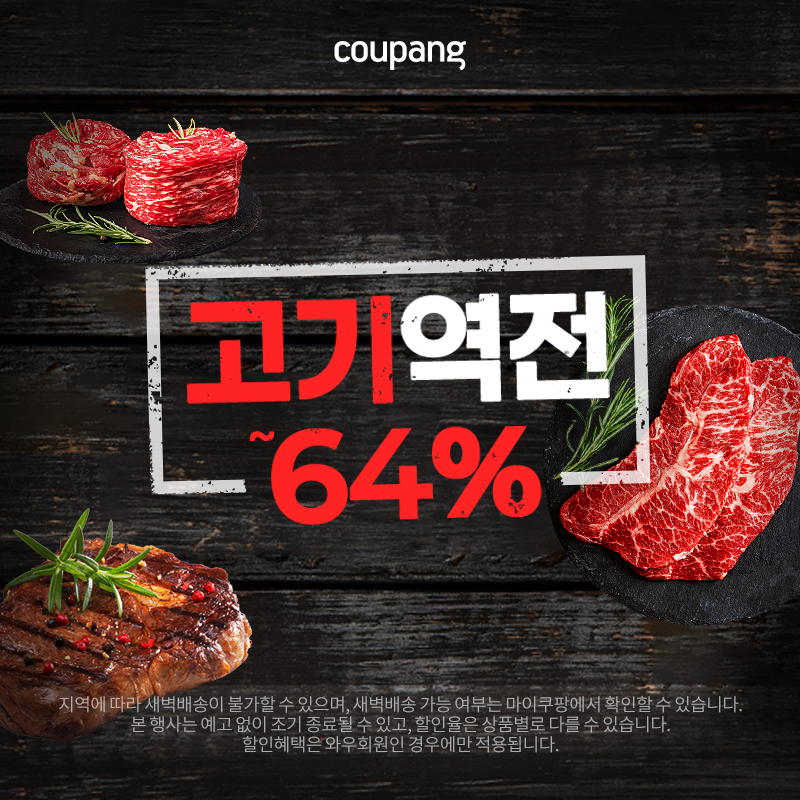 coupang
고기역전
~64%
지역에 따라 새벽배송이 불가할 수 있으며, 새벽배송 가능 여부는 마이쿠팡에서 확인할 수 있습니다.
본 행사는 예고 없이 조기 종료될 수 있고, 할인율은 상품별로 다를 수 있습니다.
할인혜택은 와우회원인 경우에만 적용됩니다.